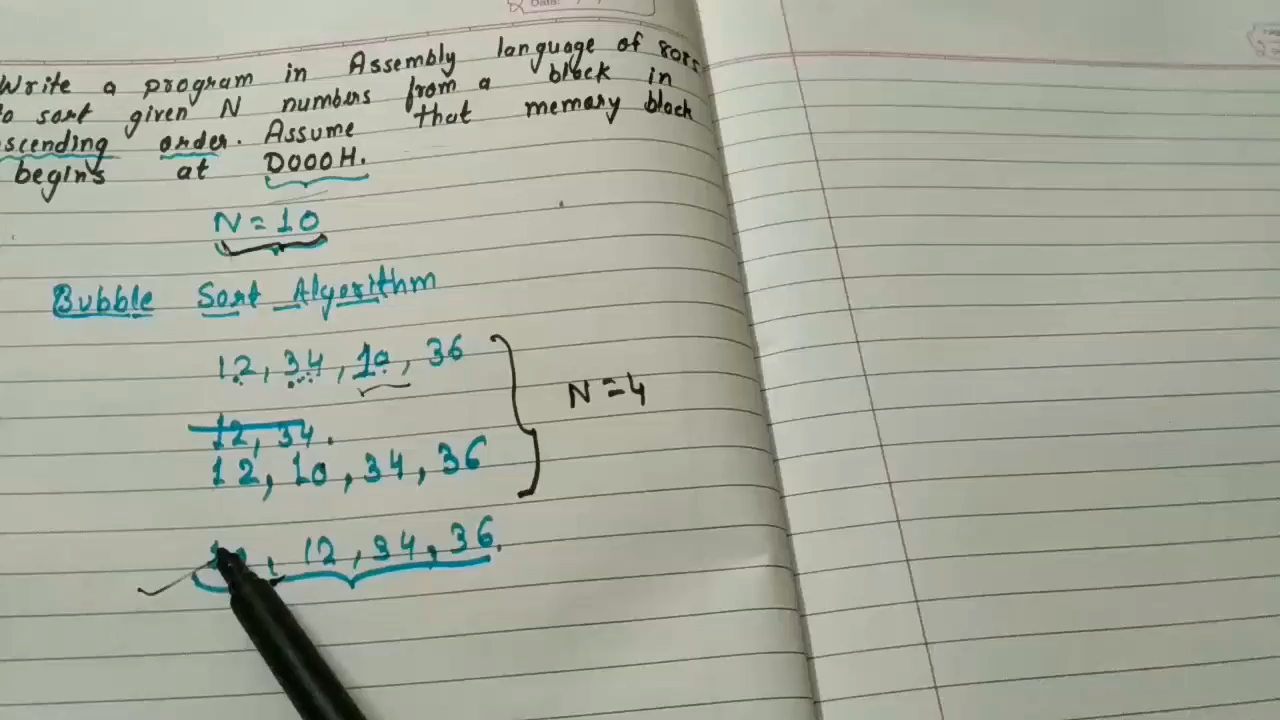 Write a program in Assembly language of 8085
To sort given N numbers from a block in
scending order. Assume that memory block
begins at D000H.
N = 10
Bubble Sort Algorithm
12, 34, 10, 36
N = 4
12, 34.
12, 10, 34, 36
, 12, 34, 36.